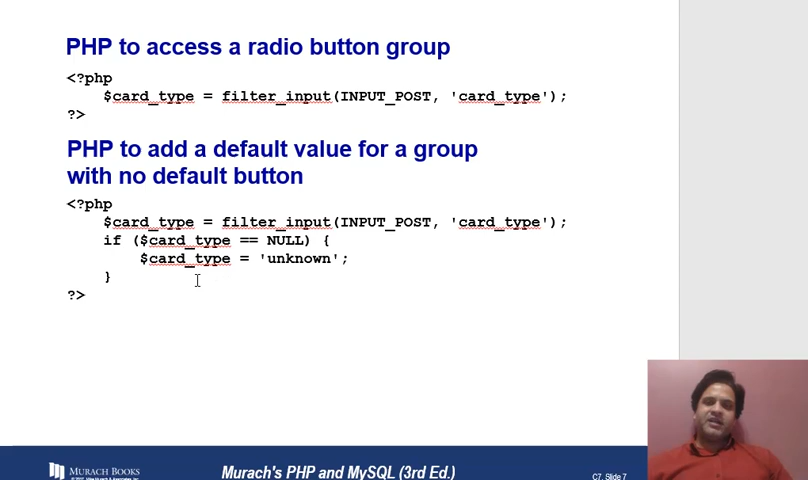 PHP to access a radio button group
<?php
$card_type = filter_input(INPUT_POST, 'card_type');
?>
PHP to add a default value for a group
with no default button
<?php
$card_type = filter_input(INPUT_POST, 'card_type');
if ($card_type == NULL) {
$card_type = 'unknown';
}
?>
MURACH BOOKS
Murach's PHP and MySQL (3rd Ed.)
C7, Slide 7